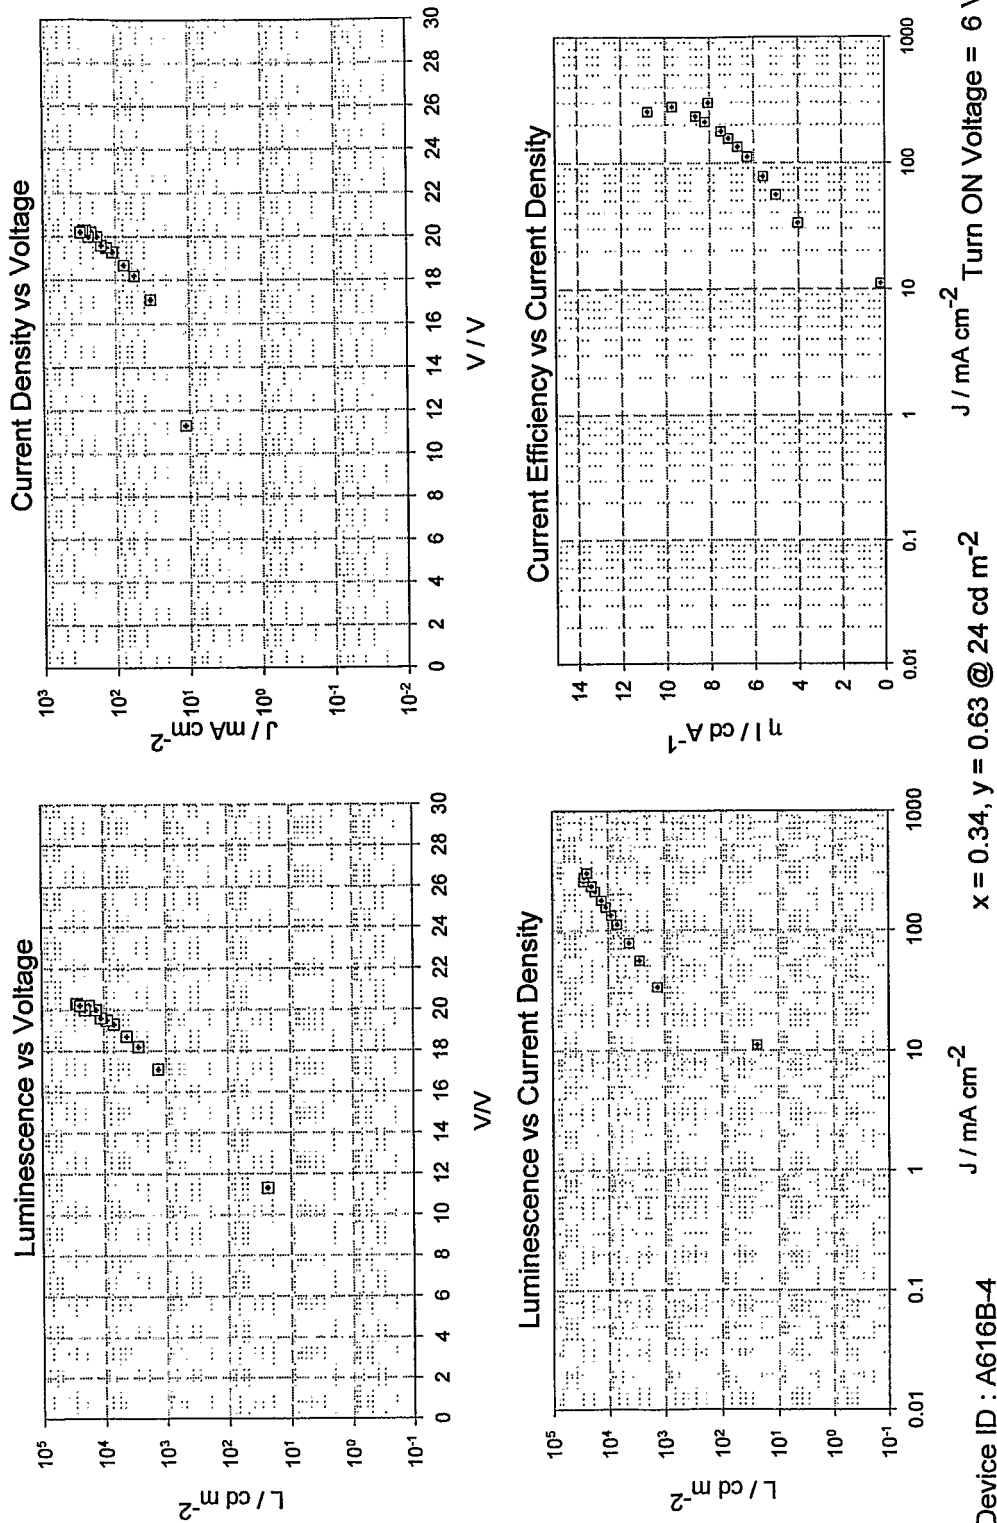 Luminescence vs Voltage
10⁵
10⁴
10³
10²
10¹
10⁰
10⁻¹
L / cd m⁻²
0 2 4 6 8 10 12 14 16 18 20 22 24 26 28 30
V/V
Current Density vs Voltage
10³
10²
10¹
10⁰
10⁻¹
10⁻²
J / mA cm⁻²
0 2 4 6 8 10 12 14 16 18 20 22 24 26 28 30
V / V
Luminescence vs Current Density
10⁵
10⁴
10³
10²
10¹
10⁰
10⁻¹
L / cd m⁻²
0.01 0.1 1 10 100 1000
J / mA cm⁻²
Current Efficiency vs Current Density
14
12
10
8
6
4
2
0
η I / cd A⁻¹
0.01 0.1 1 10 100 1000
J / mA cm⁻²
Device ID : A616B-4
x = 0.34, y = 0.63 @ 24 cd m⁻²
Turn ON Voltage = 6 V